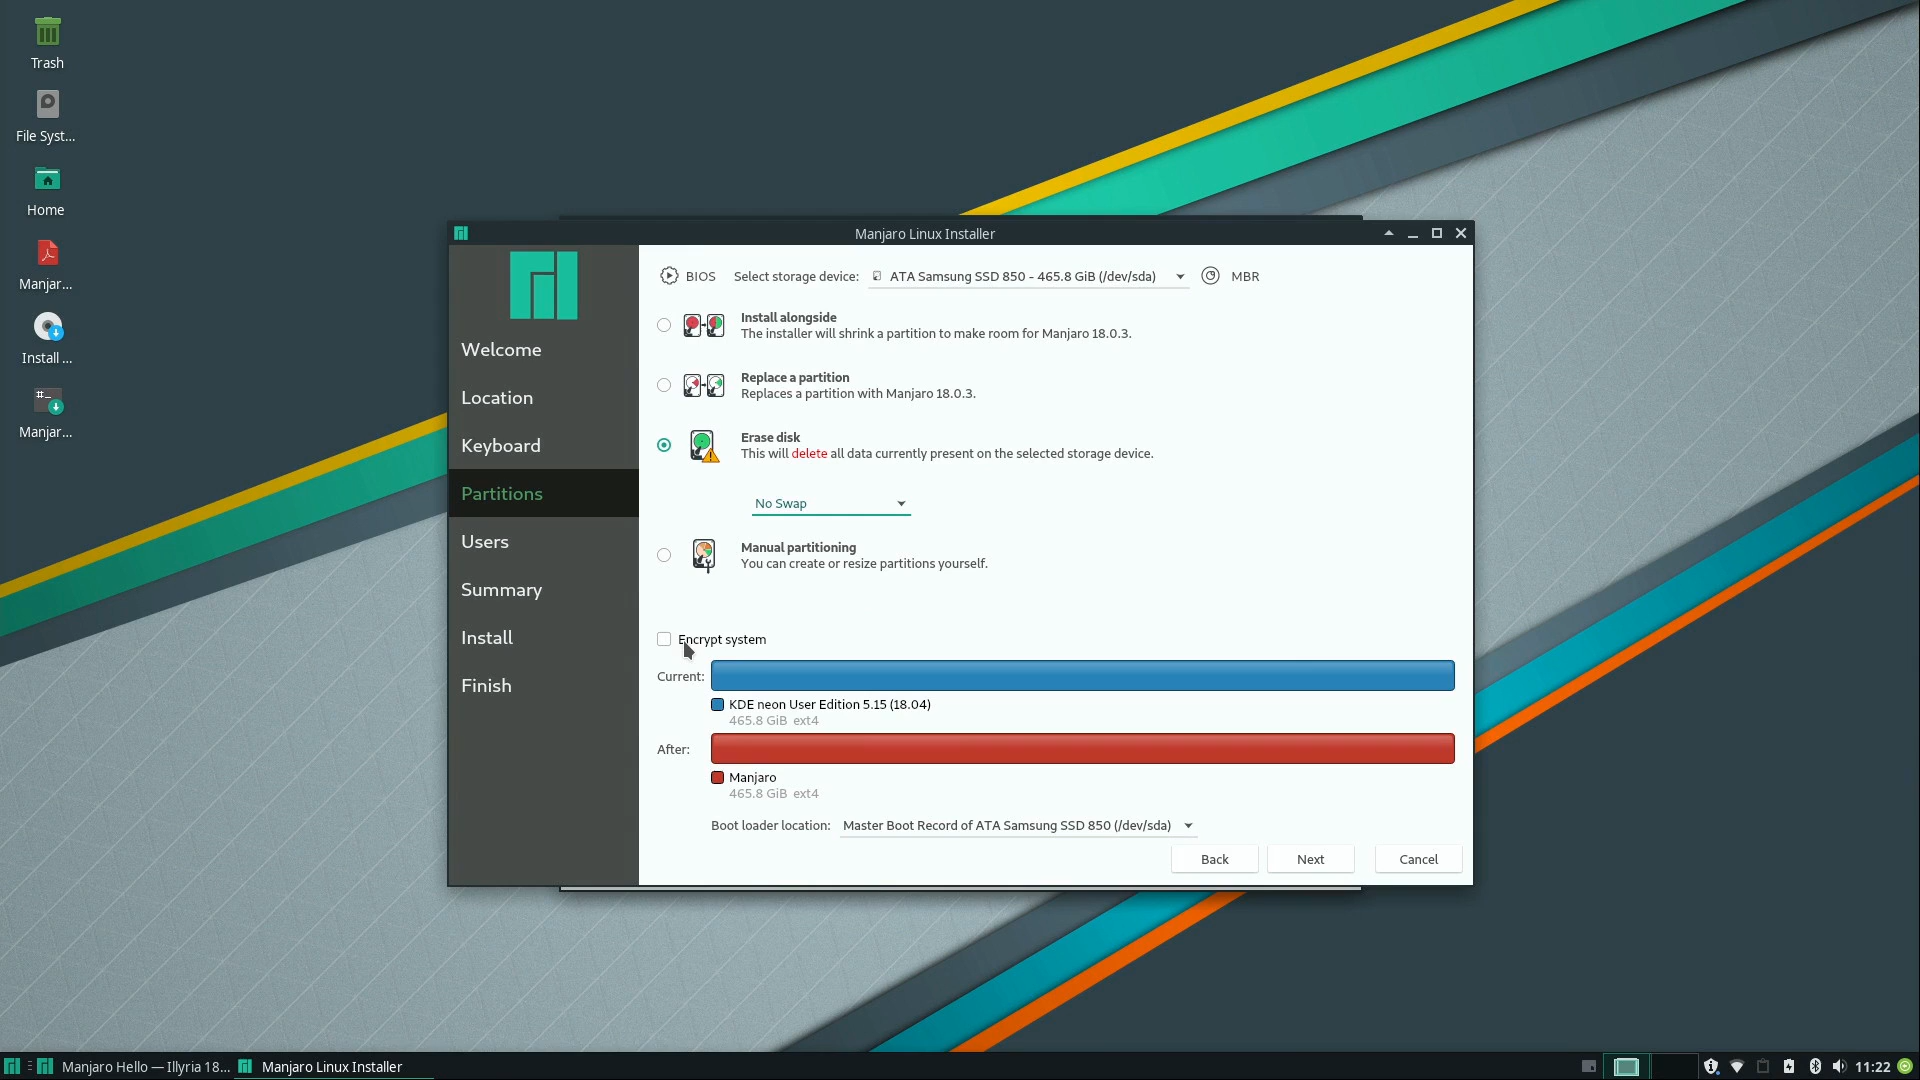 Trash
File Syst...
Home
Manjar...
Install ...
Manjar...
Manjaro Linux Installer
Welcome
Location
Keyboard
Partitions
Users
Summary
Install
Finish
BIOS Select storage device: ATA Samsung SSD 850 - 465.8 GiB (/dev/sda) MBR
Install alongside
The installer will shrink a partition to make room for Manjaro 18.0.3.
Replace a partition
Replaces a partition with Manjaro 18.0.3.
Erase disk
This will delete all data currently present on the selected storage device.
No Swap
Manual partitioning
You can create or resize partitions yourself.
Encrypt system
Current:
KDE neon User Edition 5.15 (18.04)
465.8 GiB ext4
After:
Manjaro
465.8 GiB ext4
Boot loader location: Master Boot Record of ATA Samsung SSD 850 (/dev/sda)
Back Next Cancel
Manjaro Hello — Illyria 18... Manjaro Linux Installer 11:22